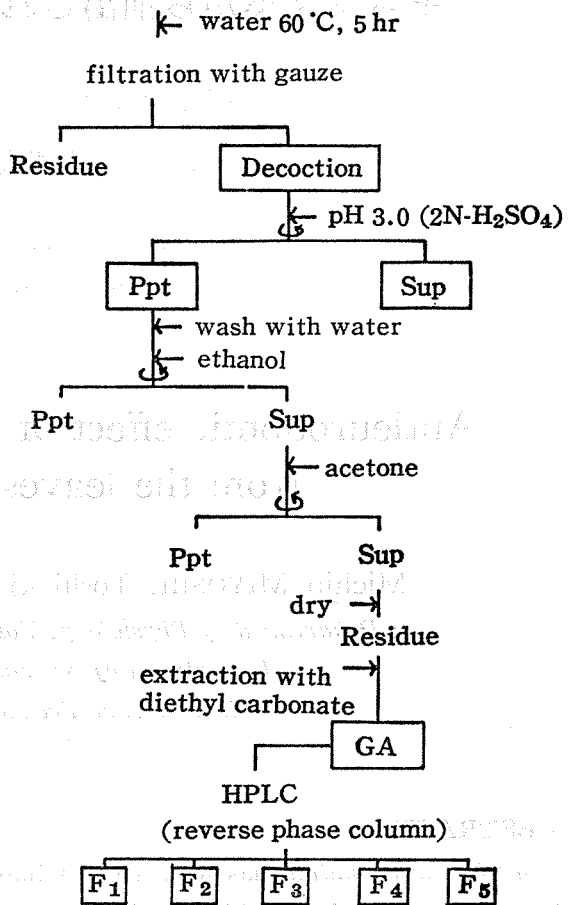 water 60 °C, 5 hr
filtration with gauze
Residue
Decoction
pH 3.0 (2N-H₂SO₄)
Ppt
Sup
wash with water
ethanol
Ppt
Sup
acetone
Ppt
Sup
dry
Residue
extraction with
diethyl carbonate
GA
HPLC
(reverse phase column)
F₁
F₂
F₃
F₄
F₅